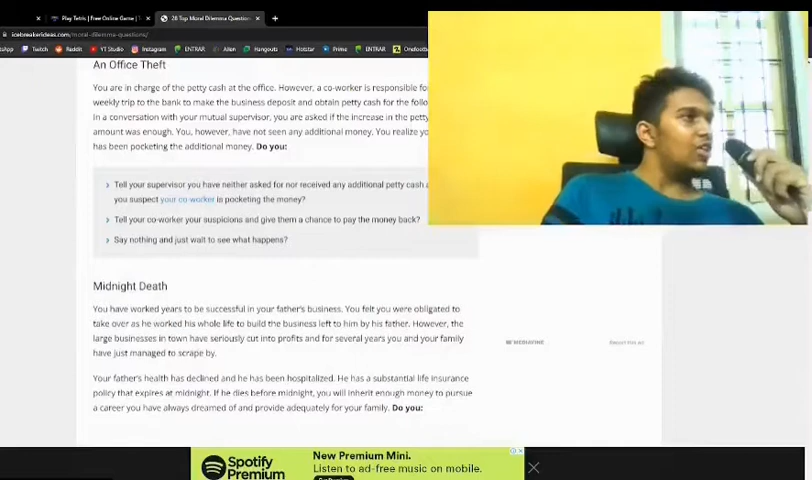 Play Tetris | Free Online Game |
28 Top Moral Dilemma Question
icebreakerideas.com/moral-dilemma-questions/
Twitch Reddit YT Studio Instagram ENTRAR Alien Hangouts Hotstar Prime ENTRAR Onefootb
An Office Theft
You are in charge of the petty cash at the office. However, a co-worker is responsible fo
weekly trip to the bank to make the business deposit and obtain petty cash for the follo
In a conversation with your mutual supervisor, you are asked if the increase in the petty
amount was enough. You, however, have not seen any additional money. You realize yo
has been pocketing the additional money. Do you:
Tell your supervisor you have neither asked for nor received any additional petty cash a
you suspect your co-worker is pocketing the money?
Tell your co-worker your suspicions and give them a chance to pay the money back?
Say nothing and just wait to see what happens?
Midnight Death
You have worked years to be successful in your father's business. You felt you were obligated to
take over as he worked his whole life to build the business left to him by his father. However, the
large businesses in town have seriously cut into profits and for several years you and your family
have just managed to scrape by.
MEDIAVINE
Your father's health has declined and he has been hospitalized. He has a substantial life insurance
policy that expires at midnight. If he dies before midnight, you will inherit enough money to pursue
a career you have always dreamed of and provide adequately for your family. Do you:
Spotify
Premium
New Premium Mini.
Listen to ad-free music on mobile.